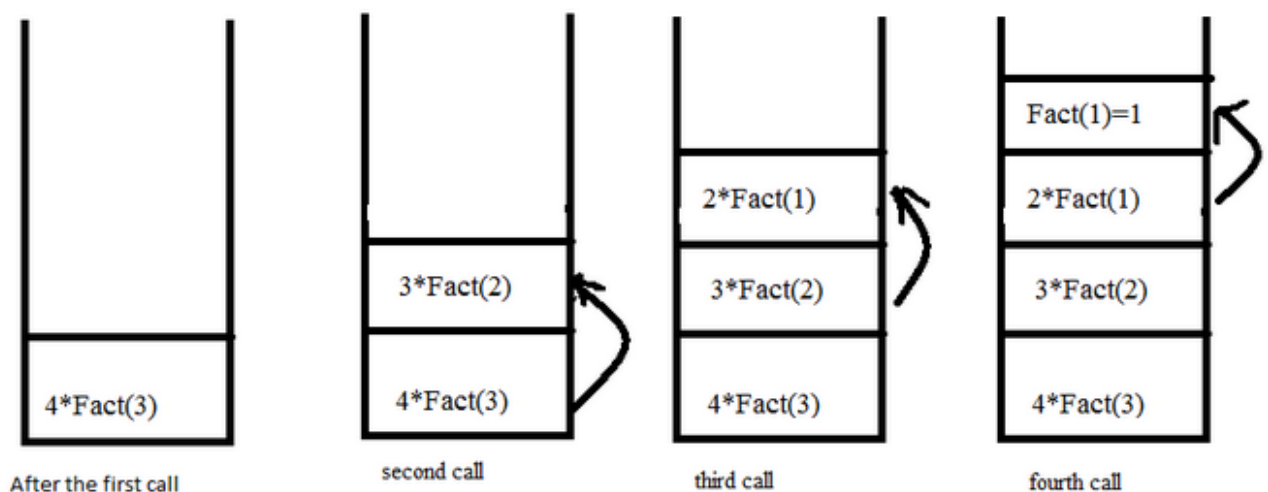 4*Fact(3)
After the first call
3*Fact(2)
4*Fact(3)
second call
2*Fact(1)
3*Fact(2)
4*Fact(3)
third call
Fact(1)=1
2*Fact(1)
3*Fact(2)
4*Fact(3)
fourth call